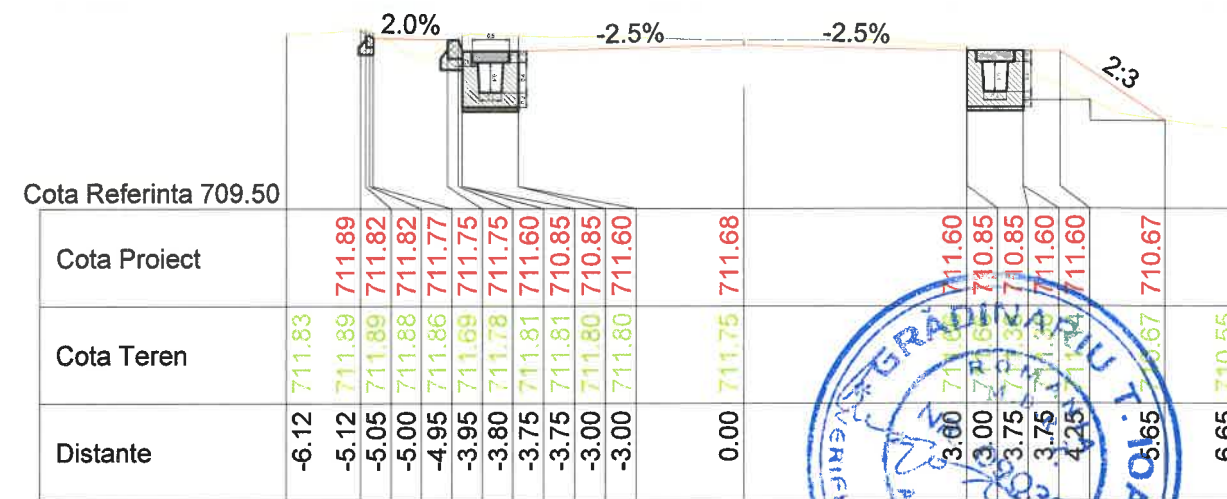 2.0%
-2.5%
-2.5%
2:3
Cota Referinta 709.50
Cota Proiect
711.89 711.82 711.82 711.77 711.75 711.75 711.60 710.85 710.85 711.60 711.68 711.60 710.85 710.85 711.60 711.60 710.67
Cota Teren
711.83 711.89 711.89 711.88 711.86 711.69 711.78 711.81 711.81 711.80 711.80 711.75 710.55
Distante
-6.12 -5.12 -5.05 -5.00 -4.95 -3.95 -3.80 -3.75 -3.75 -3.00 -3.00 0.00 3.00 3.00 3.75 3.75 4.25 5.65 6.65
GRĂDINARIU T. IOA
ROMANIA